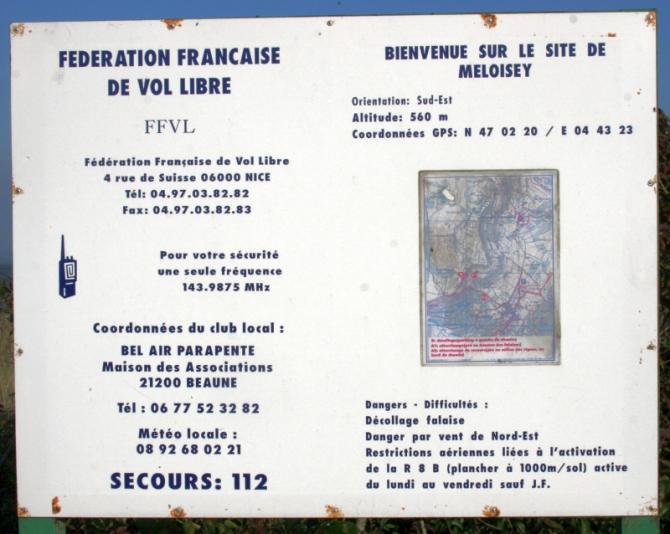 FEDERATION FRANCAISE
DE VOL LIBRE
FFVL
Fédération Française de Vol Libre
4 rue de Suisse 06000 NICE
Tél: 04.97.03.82.82
Fax: 04.97.03.82.83
Pour votre sécurité
une seule fréquence
143.9875 MHz
Coordonnées du club local :
BEL AIR PARAPENTE
Maison des Associations
21200 BEAUNE
Tél : 06 77 52 32 82
Météo locale :
08 92 68 02 21
SECOURS: 112
BIENVENUE SUR LE SITE DE
MELOISEY
Orientation: Sud-Est
Altitude: 560 m
Coordonnées GPS: N 47 02 20 / E 04 43 23
Dangers - Difficultés :
Décollage falaise
Danger par vent de Nord-Est
Restrictions aériennes liées à l'activation
de la R 8 B (plancher à 1000m/sol) active
du lundi au vendredi sauf J.F.